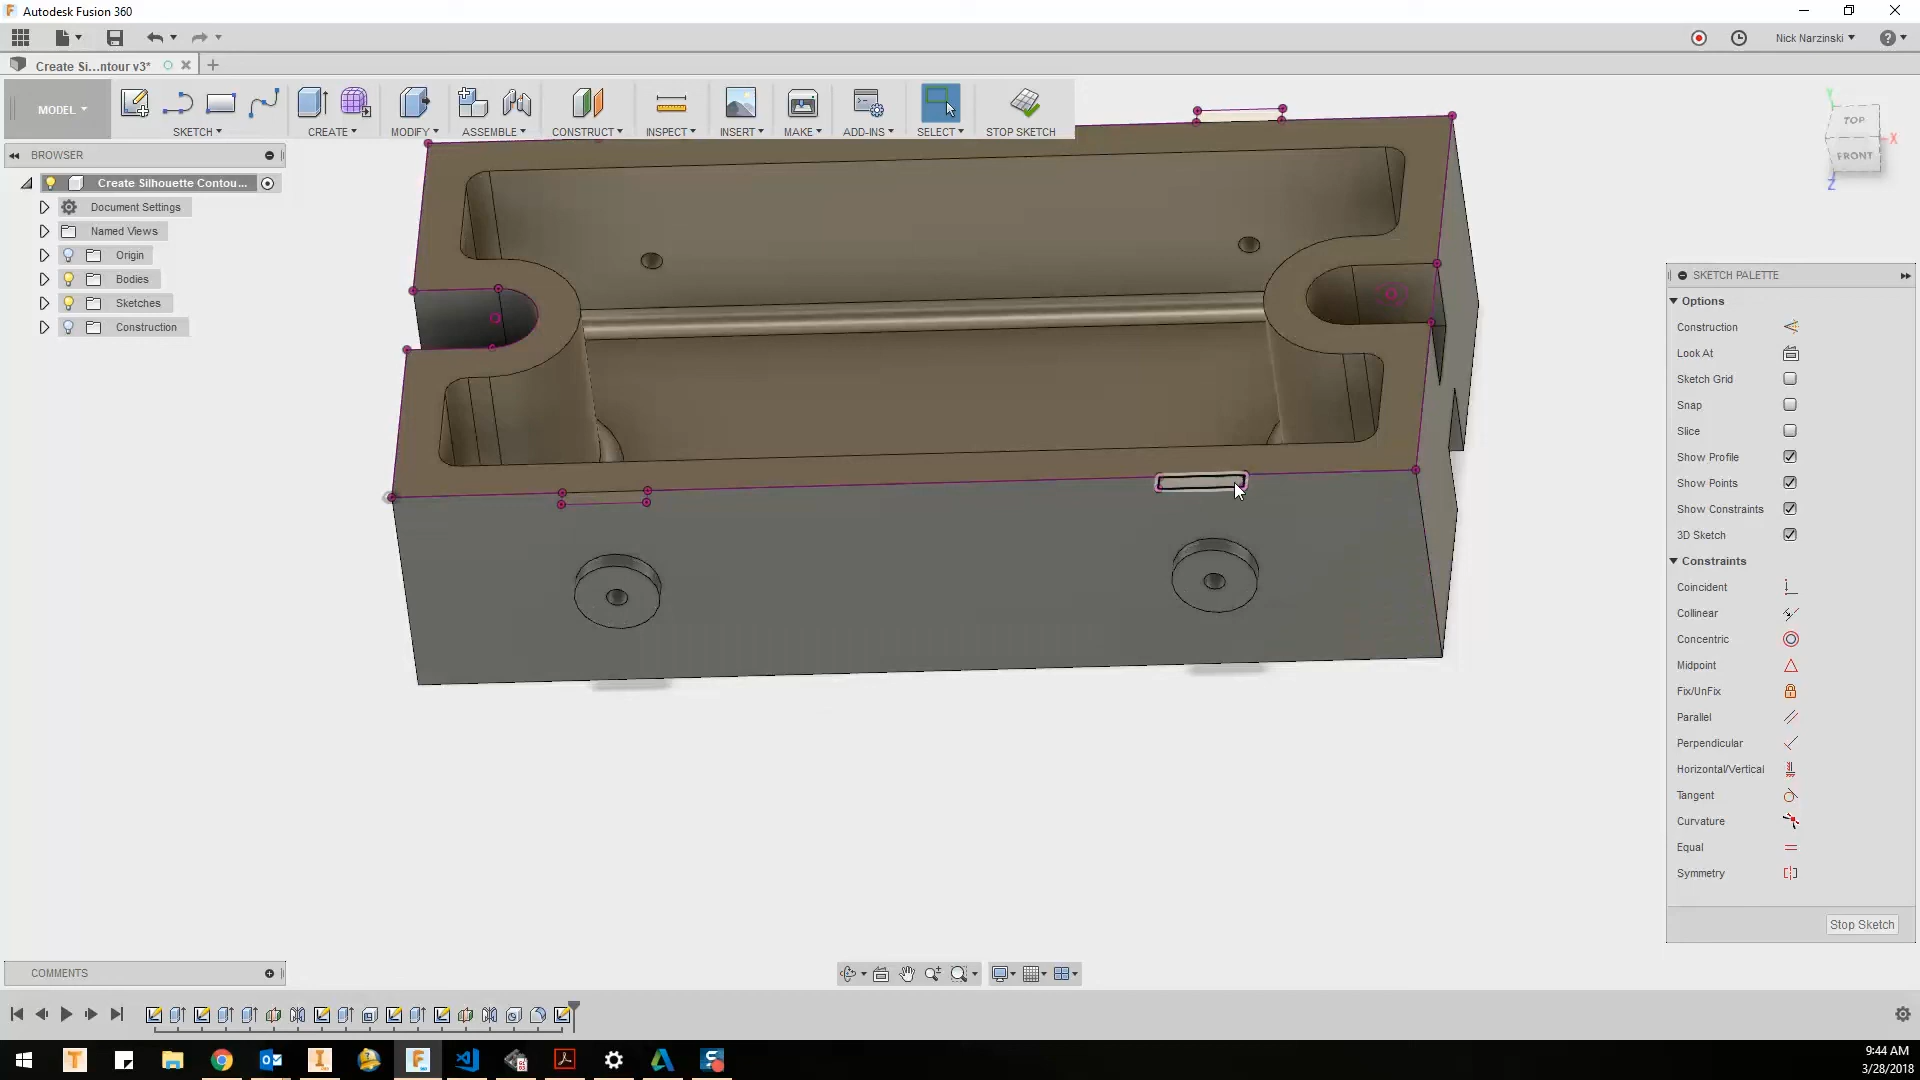 Autodesk Fusion 360
Nick Narzinski
Create Si...ntour v3*
MODEL
SKETCH
CREATE
MODIFY
ASSEMBLE
CONSTRUCT
INSPECT
INSERT
MAKE
ADD-INS
SELECT
STOP SKETCH
TOP
FRONT
X
Y
Z
BROWSER
Create Silhouette Contou...
Document Settings
Named Views
Origin
Bodies
Sketches
Construction
SKETCH PALETTE
Options
Construction
Look At
Sketch Grid
Snap
Slice
Show Profile
Show Points
Show Constraints
3D Sketch
Constraints
Coincident
Collinear
Concentric
Midpoint
Fix/UnFix
Parallel
Perpendicular
Horizontal/Vertical
Tangent
Curvature
Equal
Symmetry
Stop Sketch
COMMENTS
9:44 AM
3/28/2018